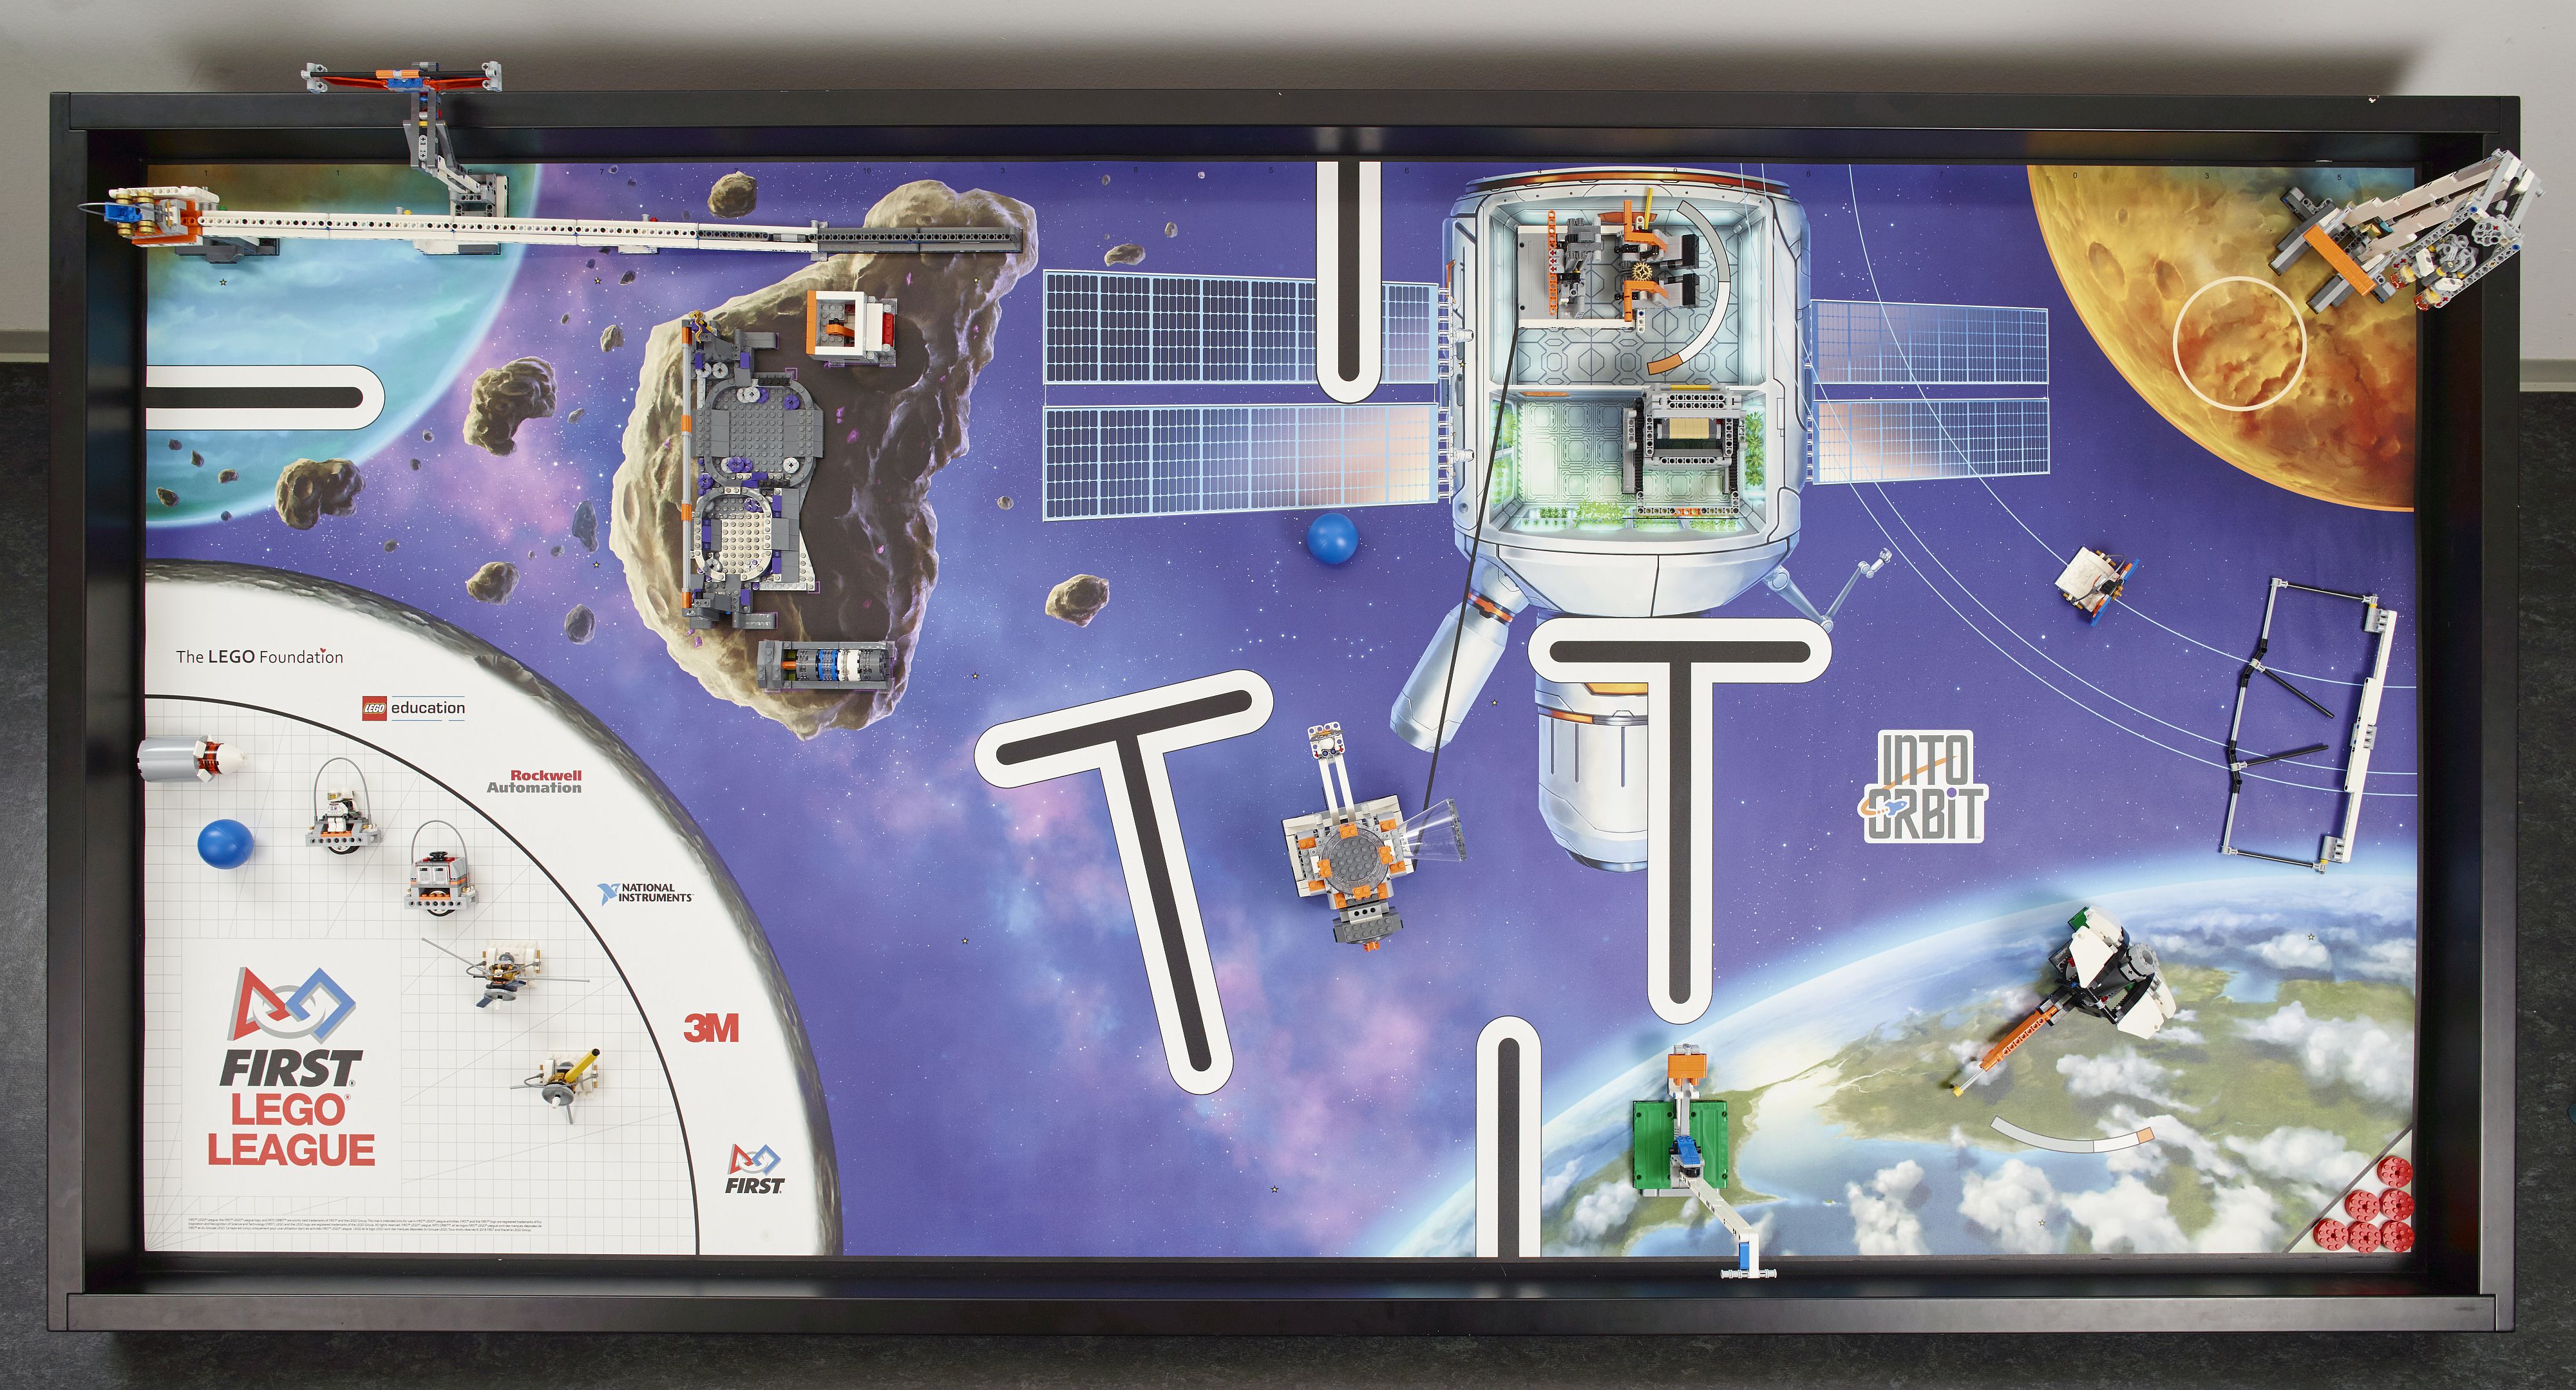 The LEGO Foundation
LEGO education
Rockwell
Automation
NATIONAL
INSTRUMENTS
3M
FIRST
LEGO
LEAGUE
FIRST
INTO
ORBIT